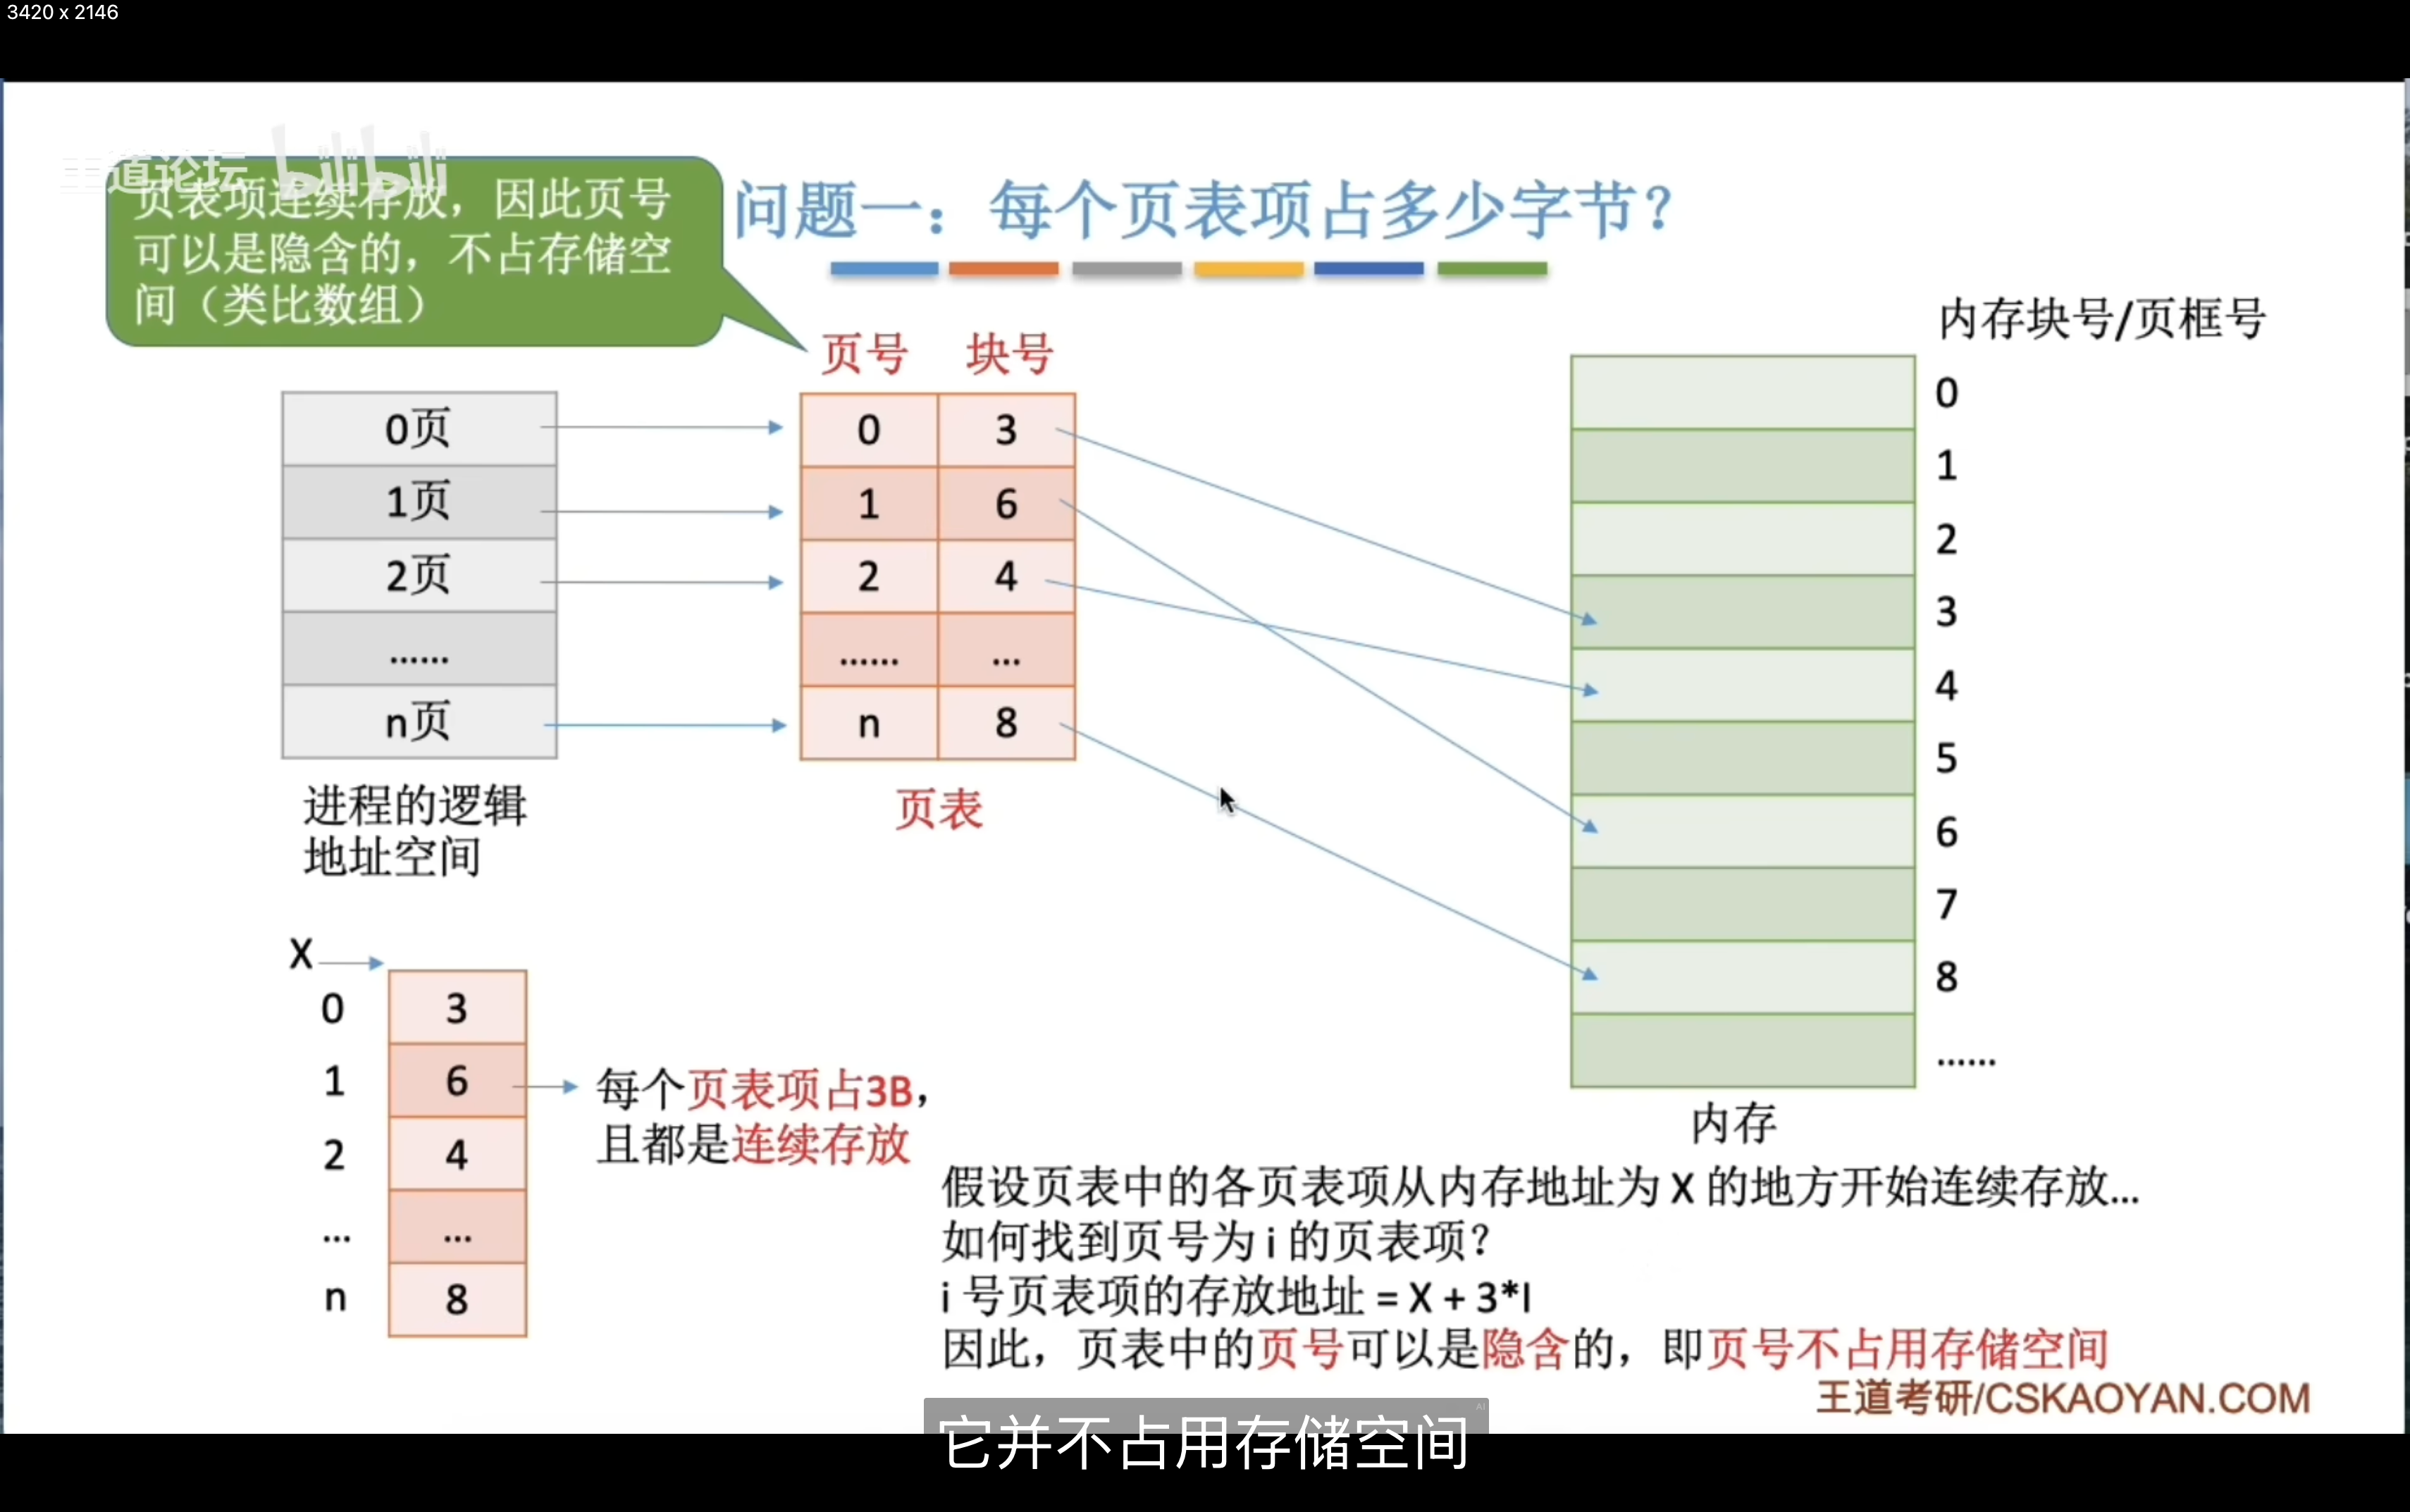 3420 x 2146
王道论坛 bilibili
页表项连续存放，因此页号
可以是隐含的，不占存储空
间（类比数组）
问题一：每个页表项占多少字节？
内存块号/页框号
页号 块号
0页
1页
2页
......
n页
进程的逻辑
地址空间
0 3
1 6
2 4
...... ...
n 8
页表
0
1
2
3
4
5
6
7
8
......
内存
X
0 3
1 6
2 4
... ...
n 8
每个页表项占3B，
且都是连续存放
假设页表中的各页表项从内存地址为 X 的地方开始连续存放...
如何找到页号为 i 的页表项？
i 号页表项的存放地址 = X + 3*I
因此，页表中的页号可以是隐含的，即页号不占用存储空间
王道考研/CSKAOYAN.COM
AI
它并不占用存储空间